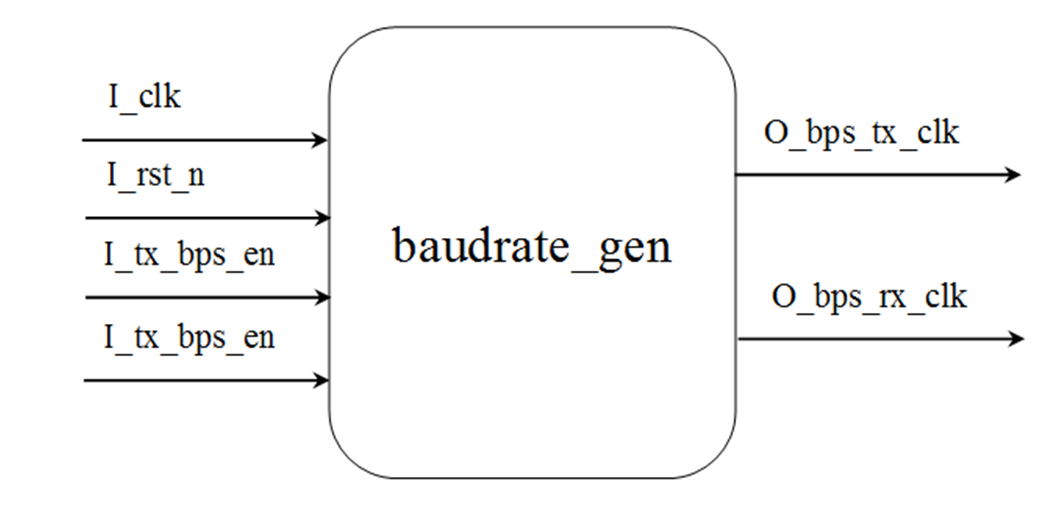 I_clk
I_rst_n
I_tx_bps_en
I_tx_bps_en
baudrate_gen
O_bps_tx_clk
O_bps_rx_clk